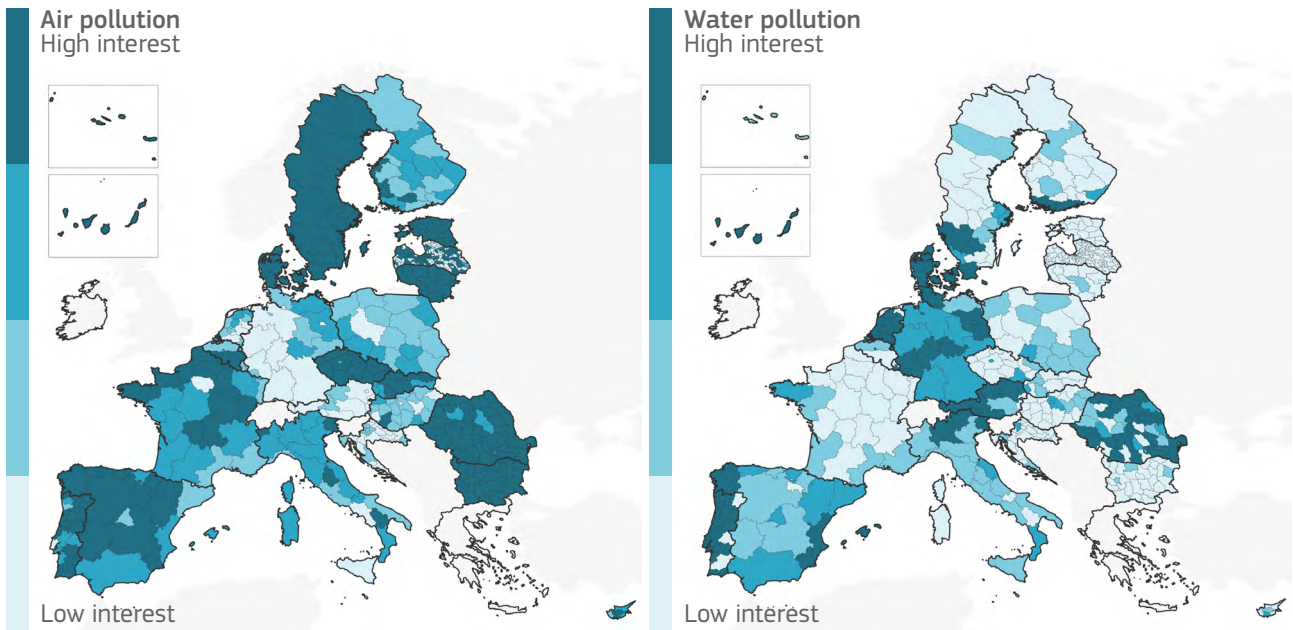 Air pollution
High interest
Low interest
Water pollution
High interest
Low interest